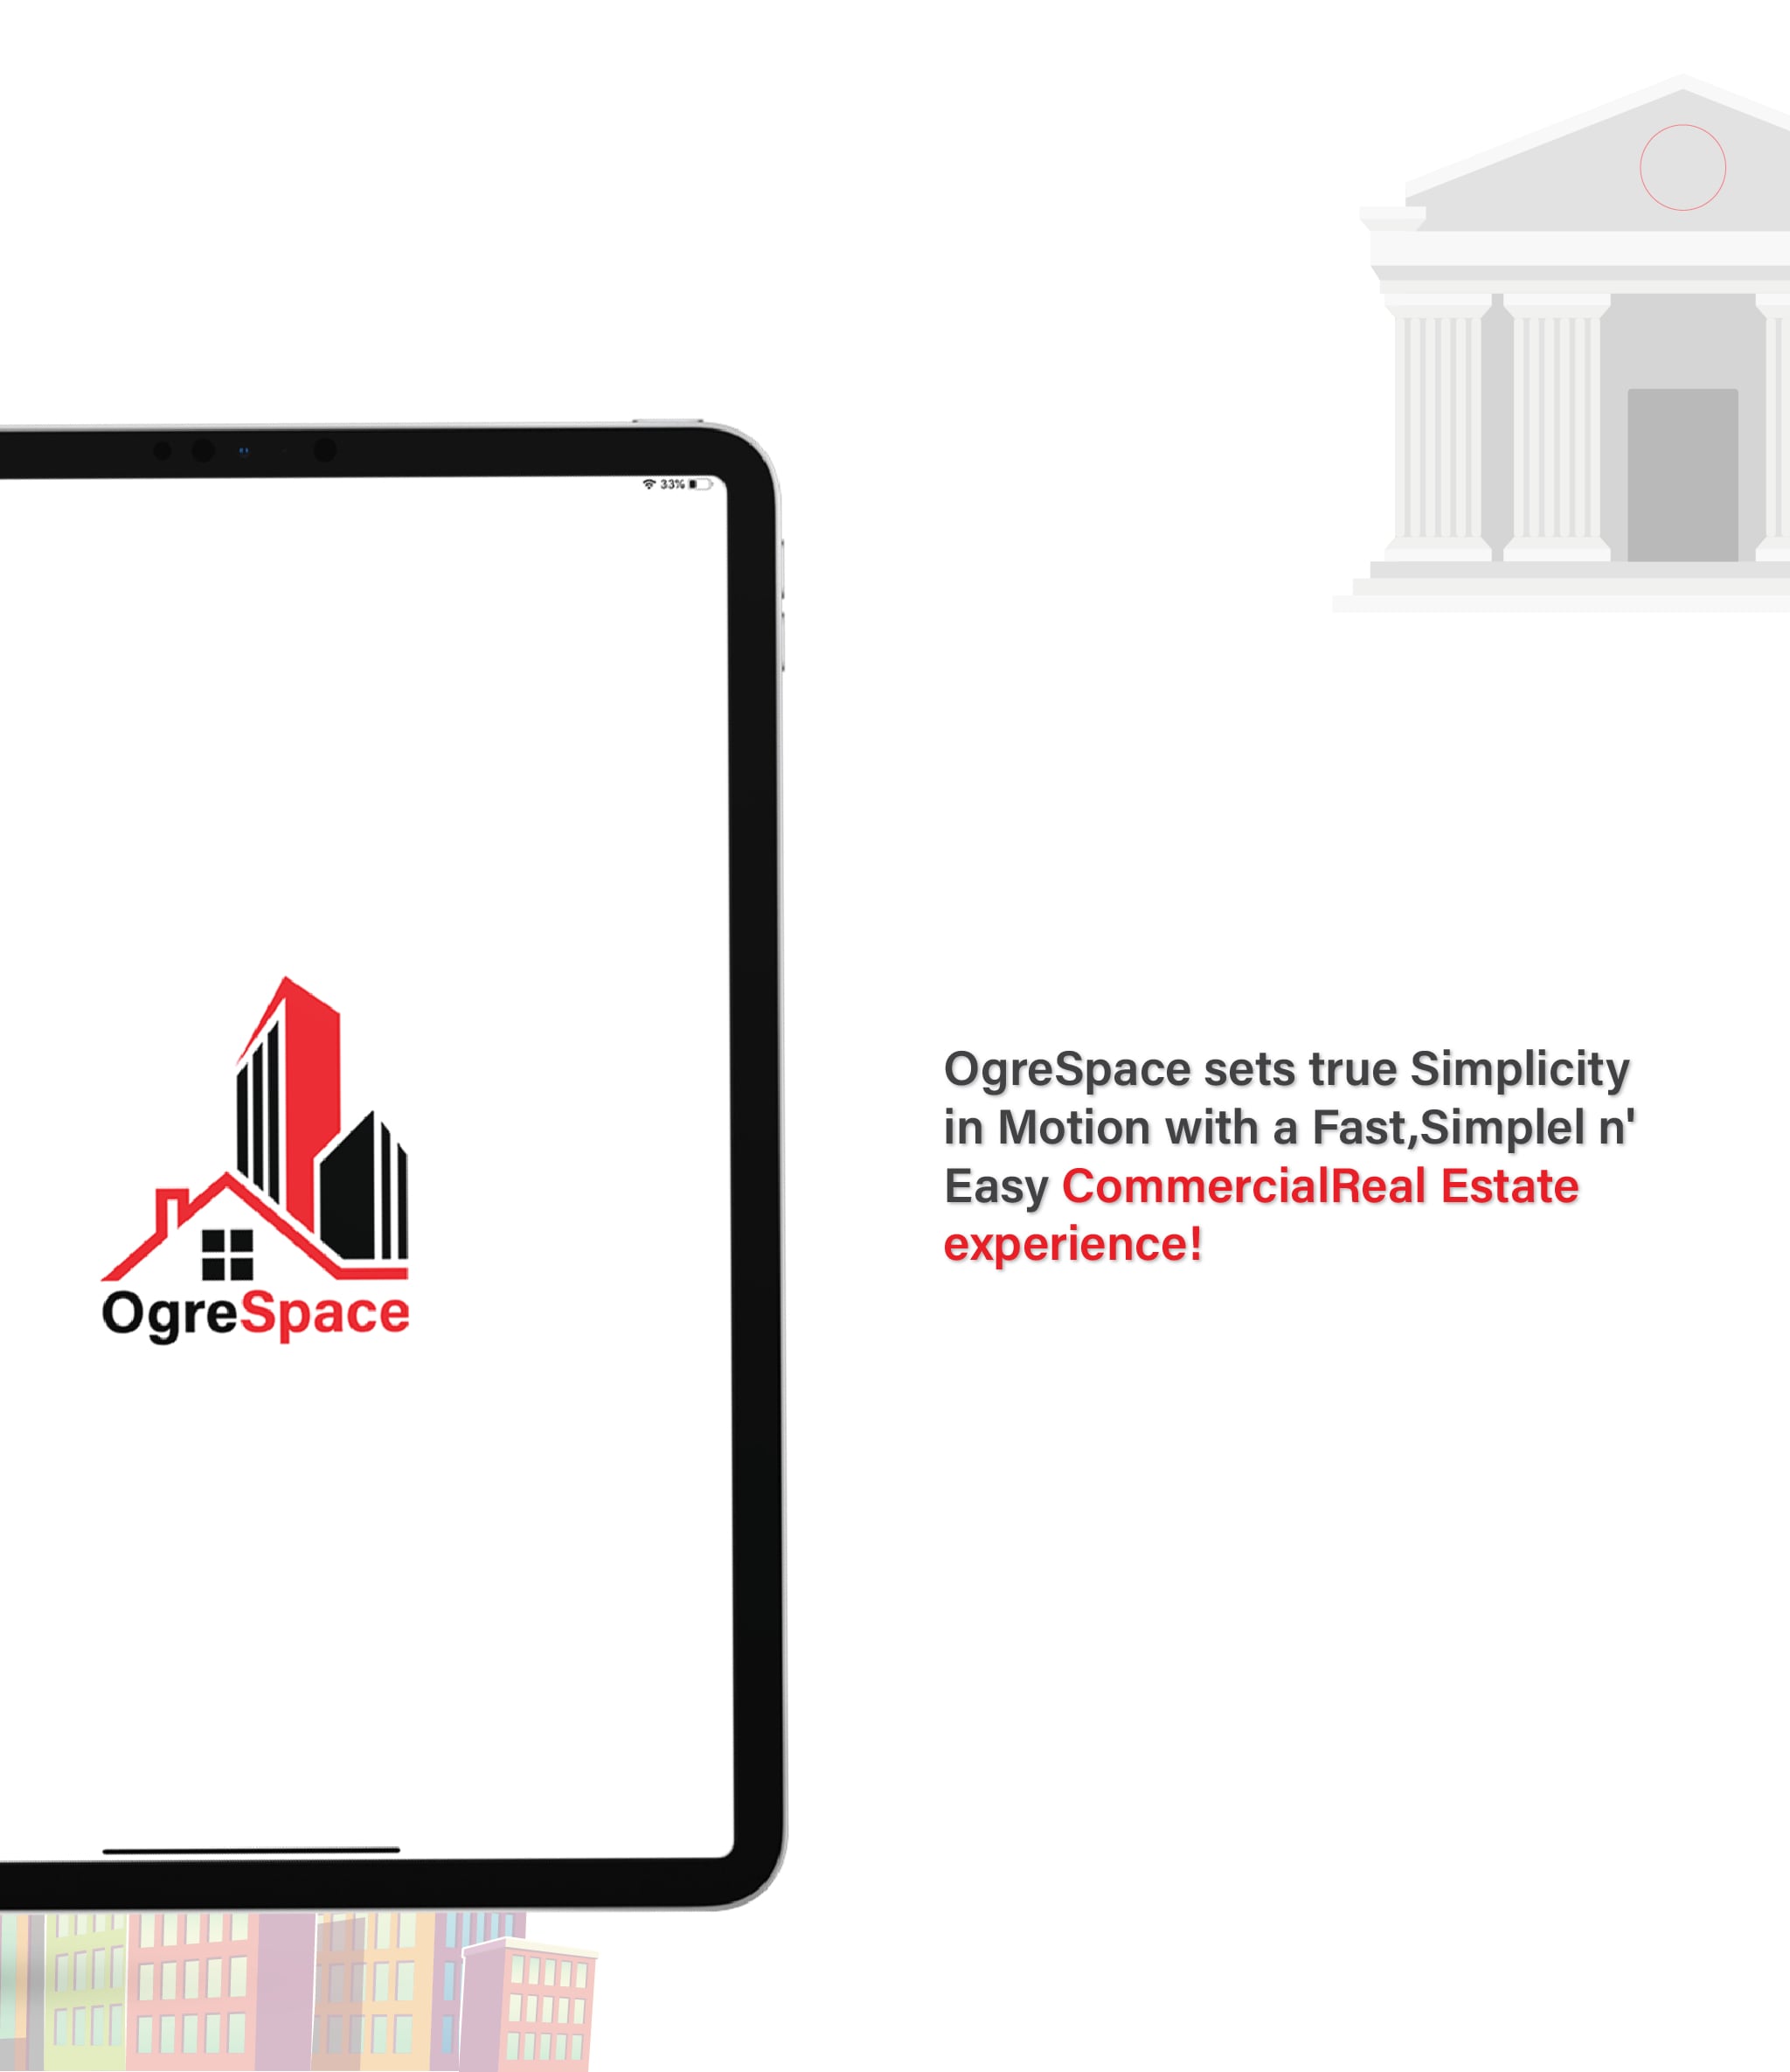 33%
OgreSpace
OgreSpace sets true Simplicity
in Motion with a Fast,Simplel n'
Easy CommercialReal Estate
experience!